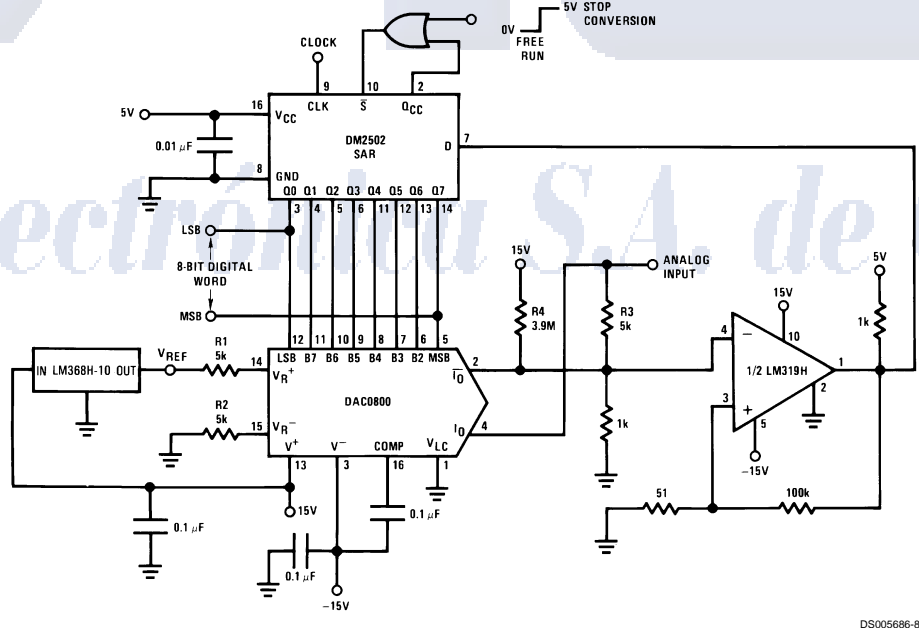 5V STOP
CONVERSION
0V
FREE
RUN
CLOCK
9
10
2
CLK
S̅
QCC
5V
16
VCC
0.01 µF
DM2502
SAR
D
7
8
GND
Q0 Q1 Q2 Q3 Q4 Q5 Q6 Q7
3 4 5 6 11 12 13 14
ectrónica S.A. de
LSB
8-BIT DIGITAL
WORD
MSB
15V
R4
3.9M
ANALOG
INPUT
R3
5k
5V
1k
15V
10
12 11 10 9 8 7 6 5
LSB B7 B6 B5 B4 B3 B2 MSB
IN LM368H-10 OUT
VREF
R1
5k
14
VR+
DAC0800
2
I̅O̅
4
IO
4
−
1/2 LM319H
1
2
3
+
5
−15V
1k
R2
5k
15
VR−
V+
V−
COMP
VLC
13
3
16
1
15V
0.1 µF
0.1 µF
0.1 µF
−15V
51
100k
DS005686-8